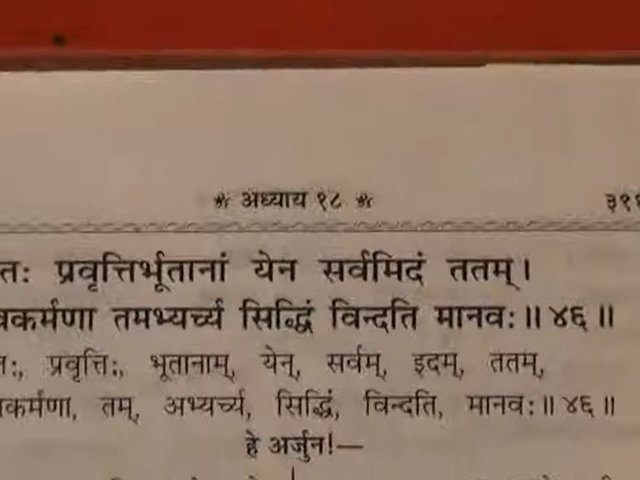 * अध्याय १८ *
तः प्रवृत्तिर्भूतानां येन सर्वमिदं ततम्।
कर्मणा तमभ्यर्च्य सिद्धिं विन्दति मानवः॥४६॥
प्रवृत्तिः, भूतानाम्, येन, सर्वम्, इदम्, ततम्,
कर्मणा, तम्, अभ्यर्च्य, सिद्धिं, विन्दति, मानवः॥४६॥
हे अर्जुन!—